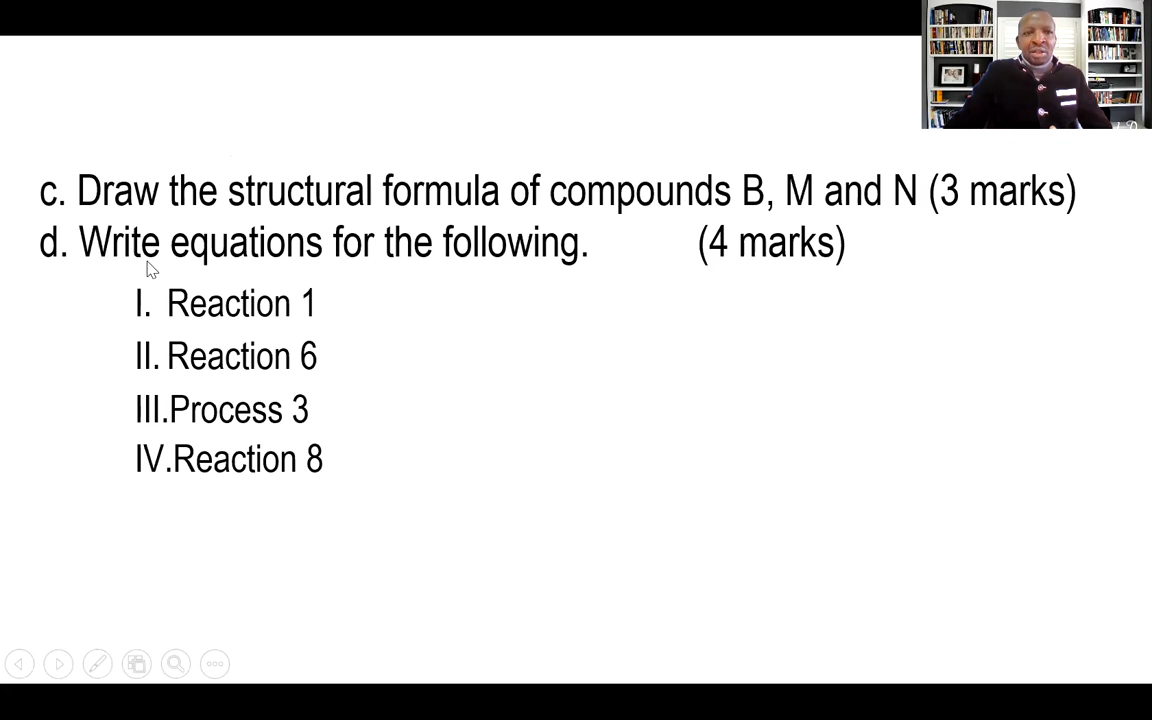 c. Draw the structural formula of compounds B, M and N (3 marks)
d. Write equations for the following. (4 marks)
I. Reaction 1
II. Reaction 6
III.Process 3
IV.Reaction 8